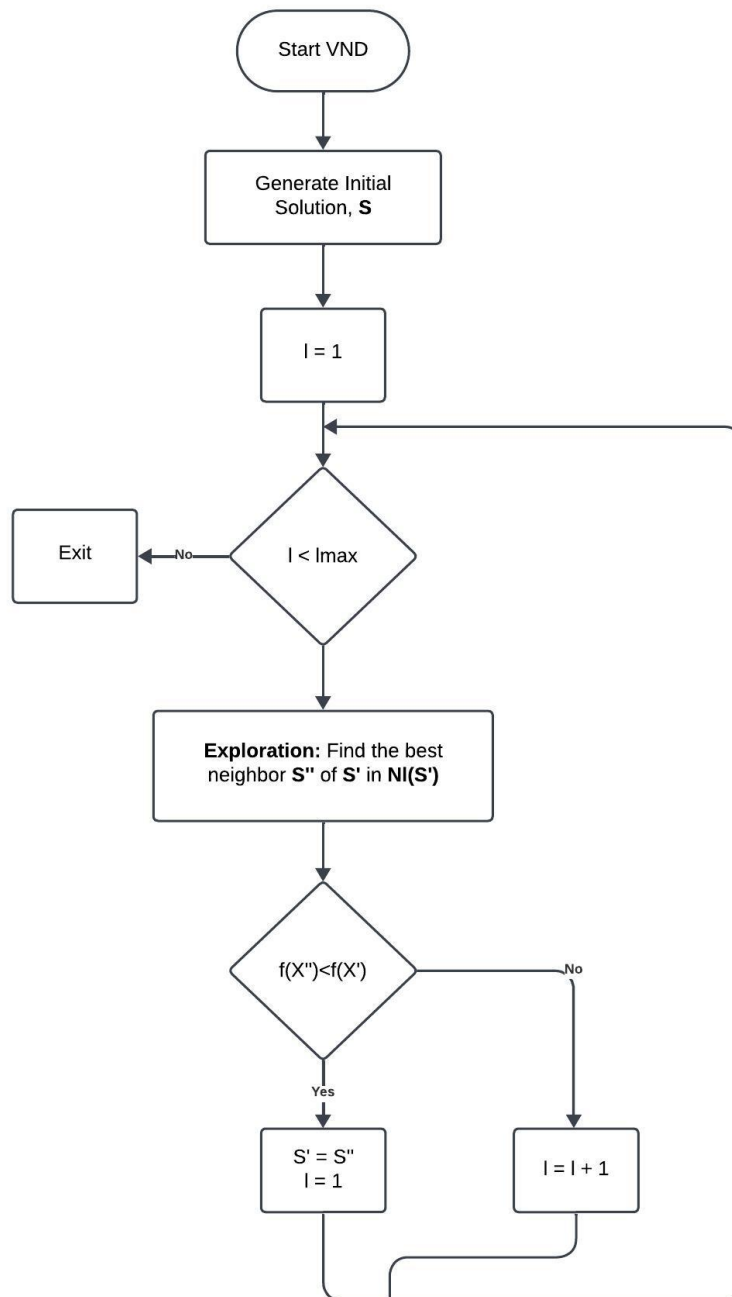 Start VND
Generate Initial
Solution, S
l = 1
l < lmax
No
Exit
Exploration: Find the best
neighbor S'' of S' in Nl(S')
f(X'')<f(X')
No
Yes
S' = S''
l = 1
l = l + 1